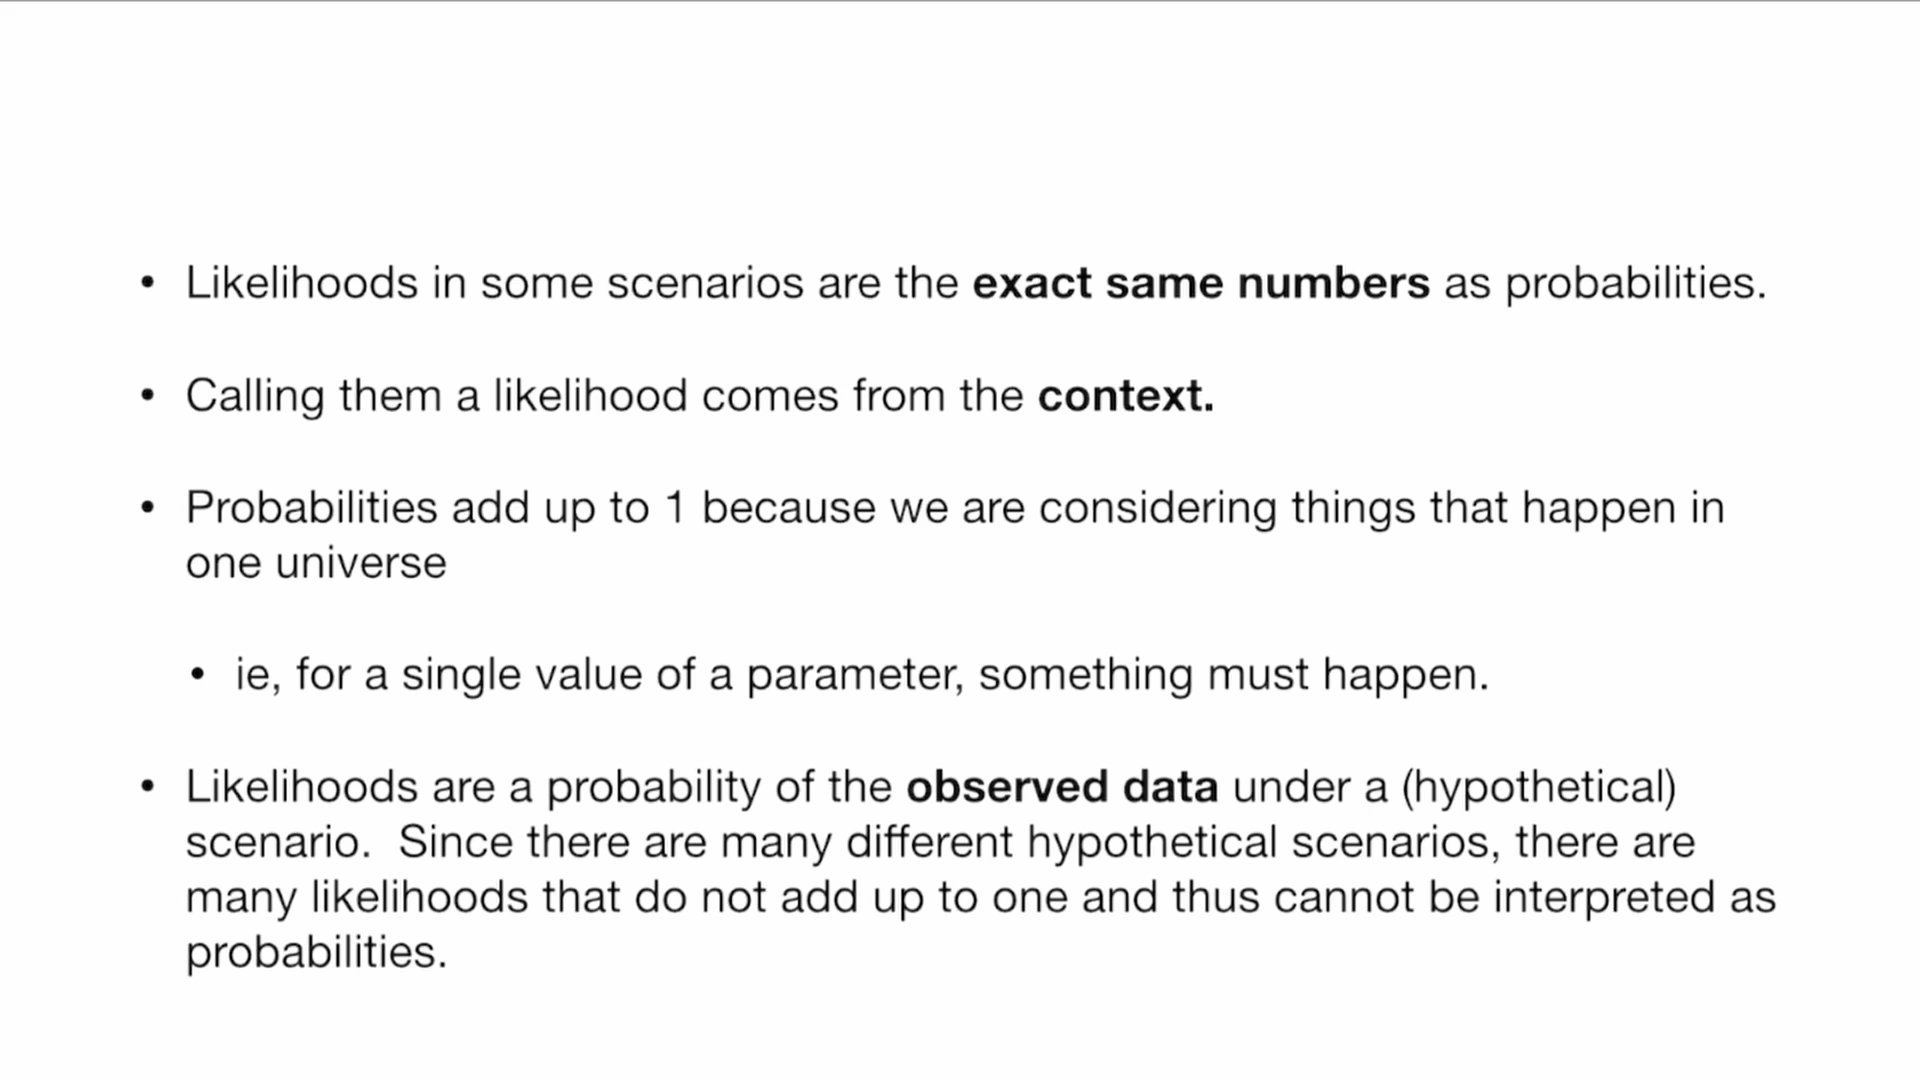 • Likelihoods in some scenarios are the exact same numbers as probabilities.
• Calling them a likelihood comes from the context.
• Probabilities add up to 1 because we are considering things that happen in
one universe
• ie, for a single value of a parameter, something must happen.
• Likelihoods are a probability of the observed data under a (hypothetical)
scenario.  Since there are many different hypothetical scenarios, there are
many likelihoods that do not add up to one and thus cannot be interpreted as
probabilities.